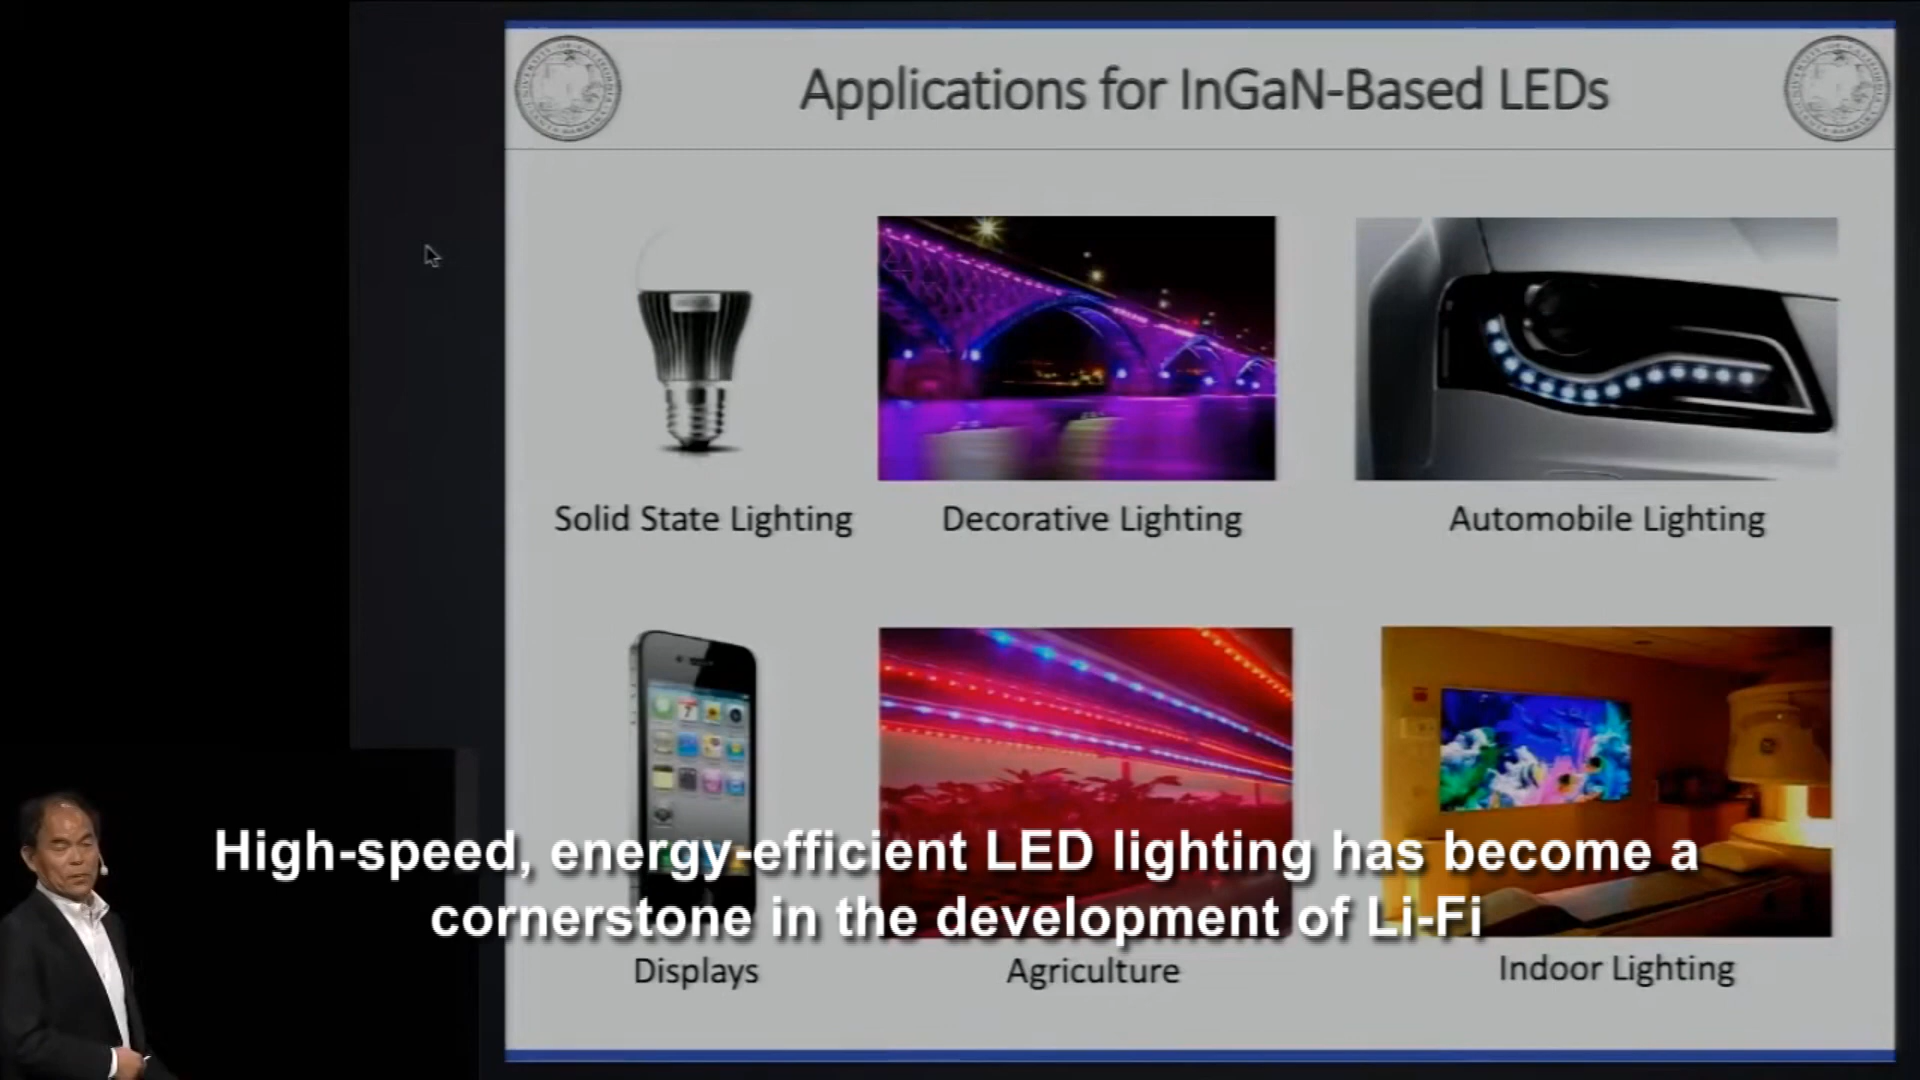 Applications for InGaN-Based LEDs
Solid State Lighting
Decorative Lighting
Automobile Lighting
High-speed, energy-efficient LED lighting has become a
cornerstone in the development of Li-Fi
Displays
Agriculture
Indoor Lighting